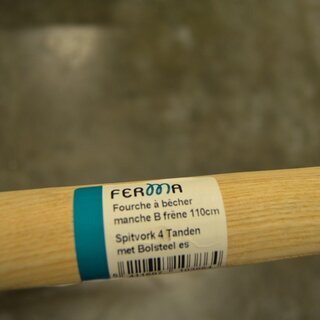 FERMA
Fourche à bêcher
manche B frêne 110cm
Spitvork 4 Tanden
met Bolsteel es